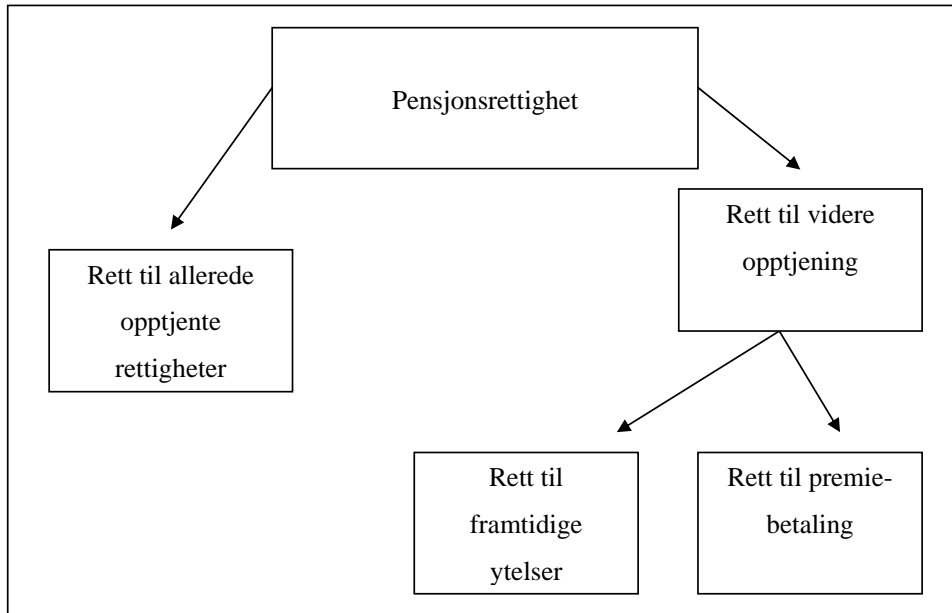 Pensjonsrettighet
Rett til videre
opptjening
Rett til allerede
opptjente
rettigheter
Rett til
framtidige
ytelser
Rett til premie-
betaling